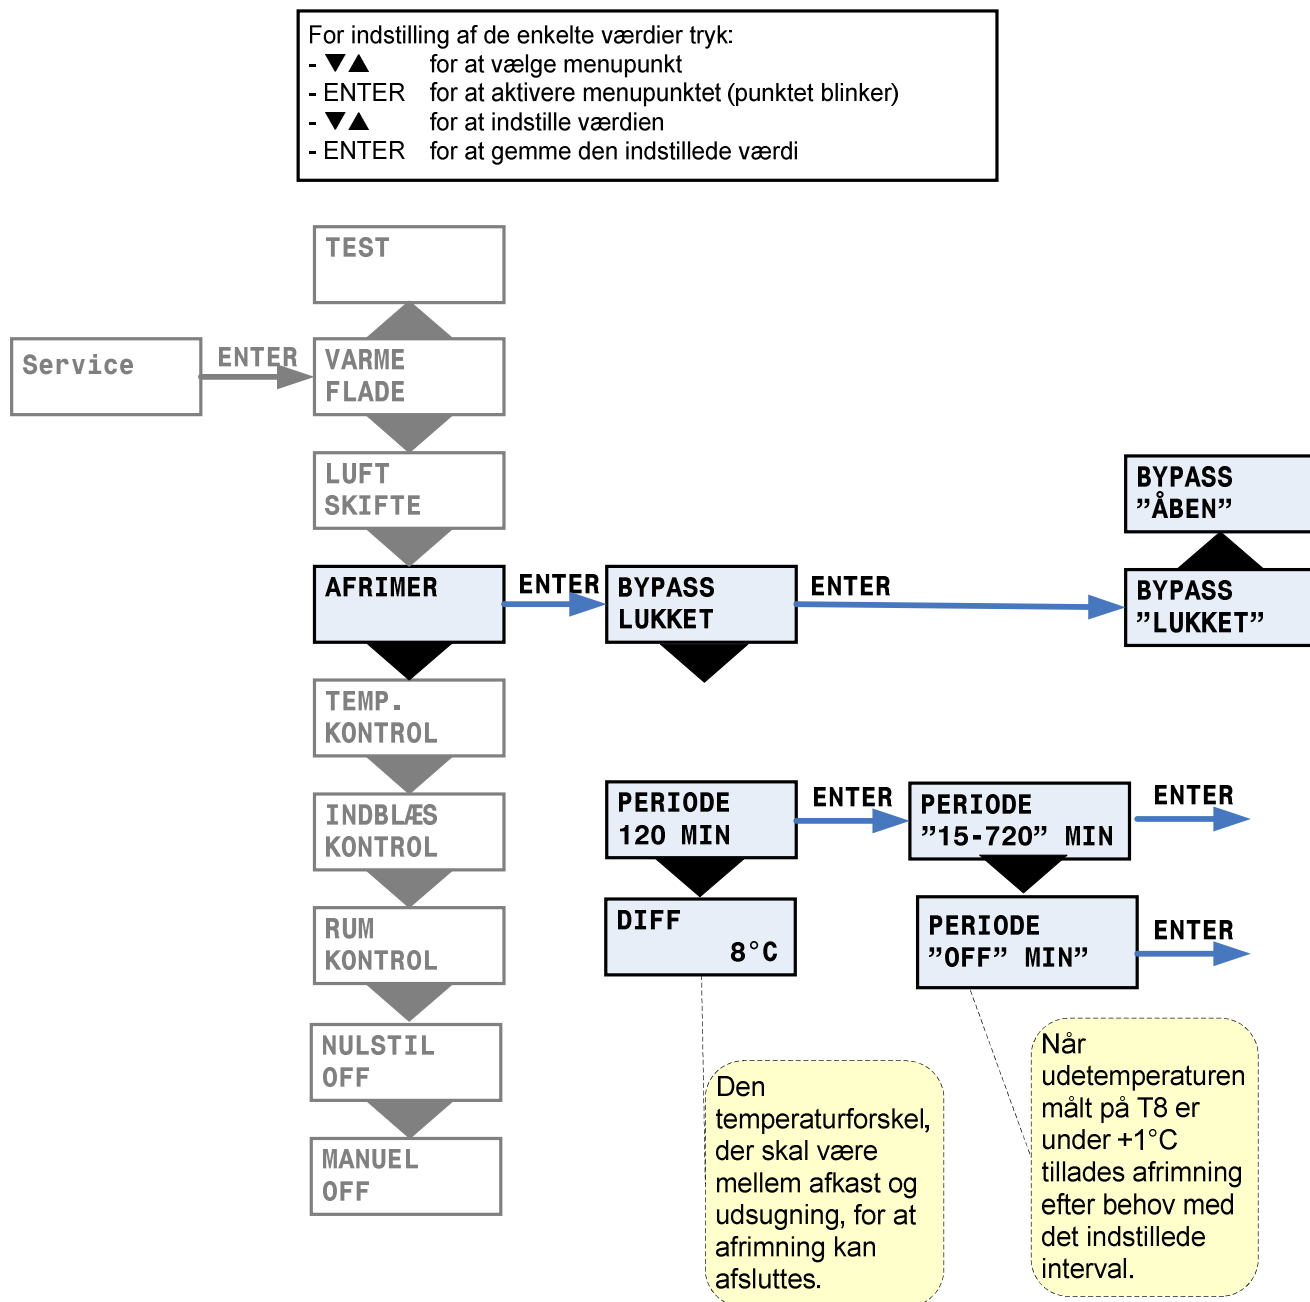 For indstilling af de enkelte værdier tryk:
- ▼▲ for at vælge menupunkt
- ENTER for at aktivere menupunktet (punktet blinker)
- ▼▲ for at indstille værdien
- ENTER for at gemme den indstillede værdi
TEST
Service
ENTER
VARME
FLADE
LUFT
SKIFTE
BYPASS
”ÅBEN”
AFRIMER
ENTER
BYPASS
LUKKET
ENTER
BYPASS
”LUKKET”
TEMP.
KONTROL
INDBLÆS
KONTROL
PERIODE
120 MIN
ENTER
PERIODE
”15-720” MIN
ENTER
RUM
KONTROL
DIFF
8°C
PERIODE
”OFF” MIN”
ENTER
NULSTIL
OFF
MANUEL
OFF
Den
temperaturforskel,
der skal være
mellem afkast og
udsugning, for at
afrimning kan
afsluttes.
Når
udetemperaturen
målt på T8 er
under +1°C
tillades afrimning
efter behov med
det indstillede
interval.